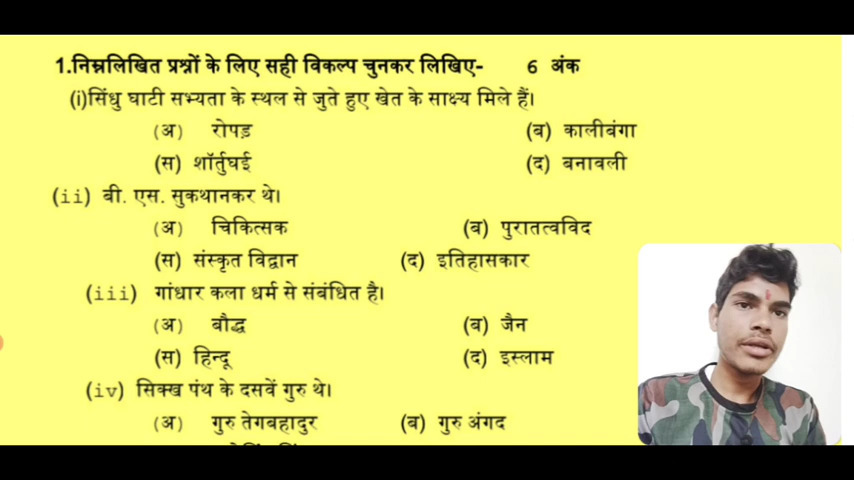 1.निम्नलिखित प्रश्नों के लिए सही विकल्प चुनकर लिखिए- 6 अंक
(i)सिंधु घाटी सभ्यता के स्थल से जुते हुए खेत के साक्ष्य मिले हैं।
(अ) रोपड़ (ब) कालीबंगा
(स) शॉर्तुघई (द) बनावली
(ii) बी. एस. सुकथानकर थे।
(अ) चिकित्सक (ब) पुरातत्वविद
(स) संस्कृत विद्वान (द) इतिहासकार
(iii) गांधार कला धर्म से संबंधित है।
(अ) बौद्ध (ब) जैन
(स) हिन्दू (द) इस्लाम
(iv) सिक्ख पंथ के दसवें गुरु थे।
(अ) गुरु तेगबहादुर (ब) गुरु अंगद